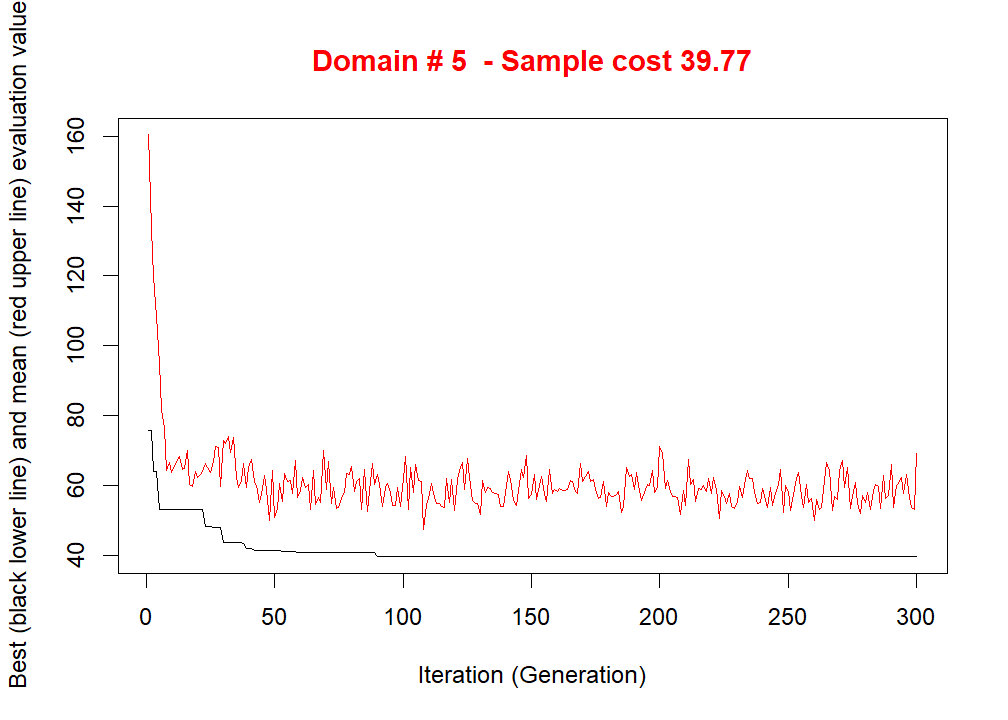 Domain # 5  - Sample cost 39.77
Best (black lower line) and mean (red upper line) evaluation value
160
140
120
100
80
60
40
0 50 100 150 200 250 300
Iteration (Generation)